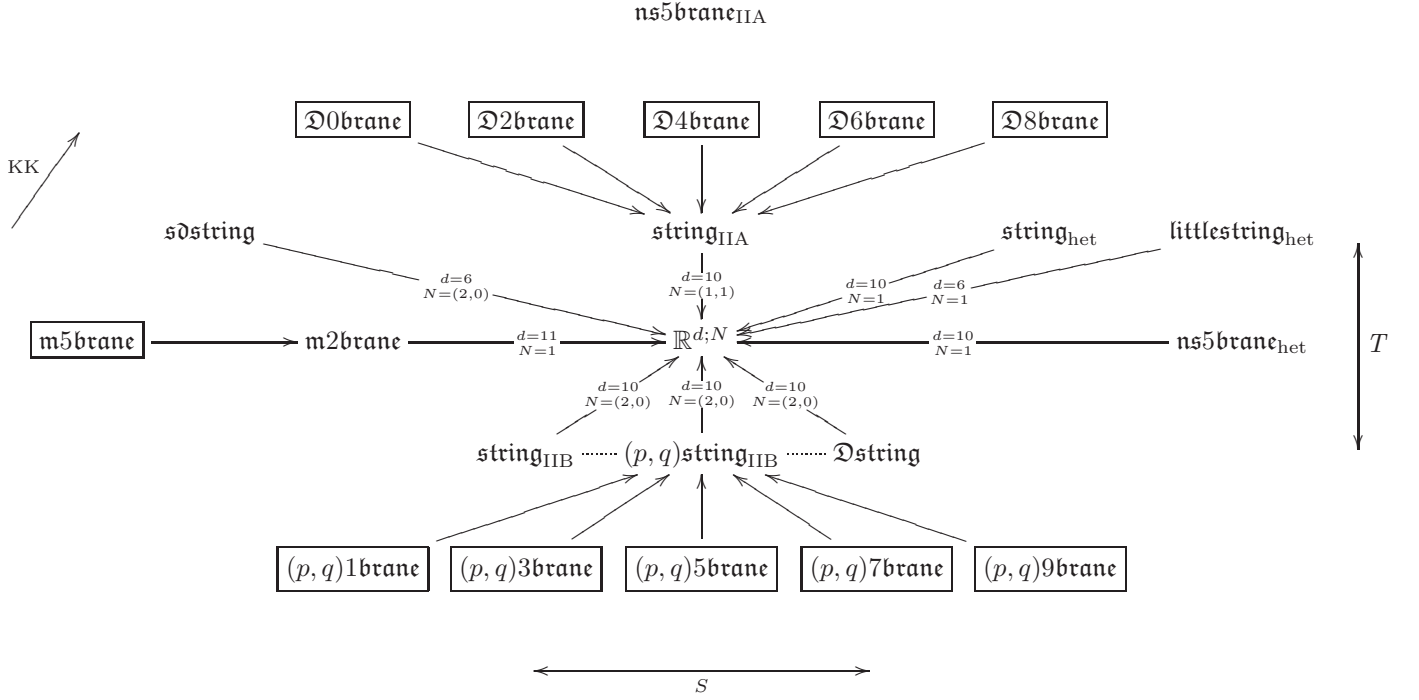 𝔫𝔰5𝔟𝔯𝔞𝔫𝔢_IIA
𝔇0𝔟𝔯𝔞𝔫𝔢 𝔇2𝔟𝔯𝔞𝔫𝔢 𝔇4𝔟𝔯𝔞𝔫𝔢 𝔇6𝔟𝔯𝔞𝔫𝔢 𝔇8𝔟𝔯𝔞𝔫𝔢
KK
𝔰𝔡𝔰𝔱𝔯𝔦𝔫𝔤 𝔰𝔱𝔯𝔦𝔫𝔤_IIA 𝔰𝔱𝔯𝔦𝔫𝔤_het 𝔩𝔦𝔱𝔱𝔩𝔢𝔰𝔱𝔯𝔦𝔫𝔤_het
d=6 d=10 d=10 d=6
N=(2,0) N=(1,1) N=1 N=1
𝔪5𝔟𝔯𝔞𝔫𝔢 𝔪2𝔟𝔯𝔞𝔫𝔢 d=11 ℝ^{d;N} d=10 𝔫𝔰5𝔟𝔯𝔞𝔫𝔢_het T
N=1 N=1
d=10 d=10 d=10
N=(2,0) N=(2,0) N=(2,0)
𝔰𝔱𝔯𝔦𝔫𝔤_IIB (p, q)𝔰𝔱𝔯𝔦𝔫𝔤_IIB 𝔇𝔰𝔱𝔯𝔦𝔫𝔤
(p, q)1𝔟𝔯𝔞𝔫𝔢 (p, q)3𝔟𝔯𝔞𝔫𝔢 (p, q)5𝔟𝔯𝔞𝔫𝔢 (p, q)7𝔟𝔯𝔞𝔫𝔢 (p, q)9𝔟𝔯𝔞𝔫𝔢
S